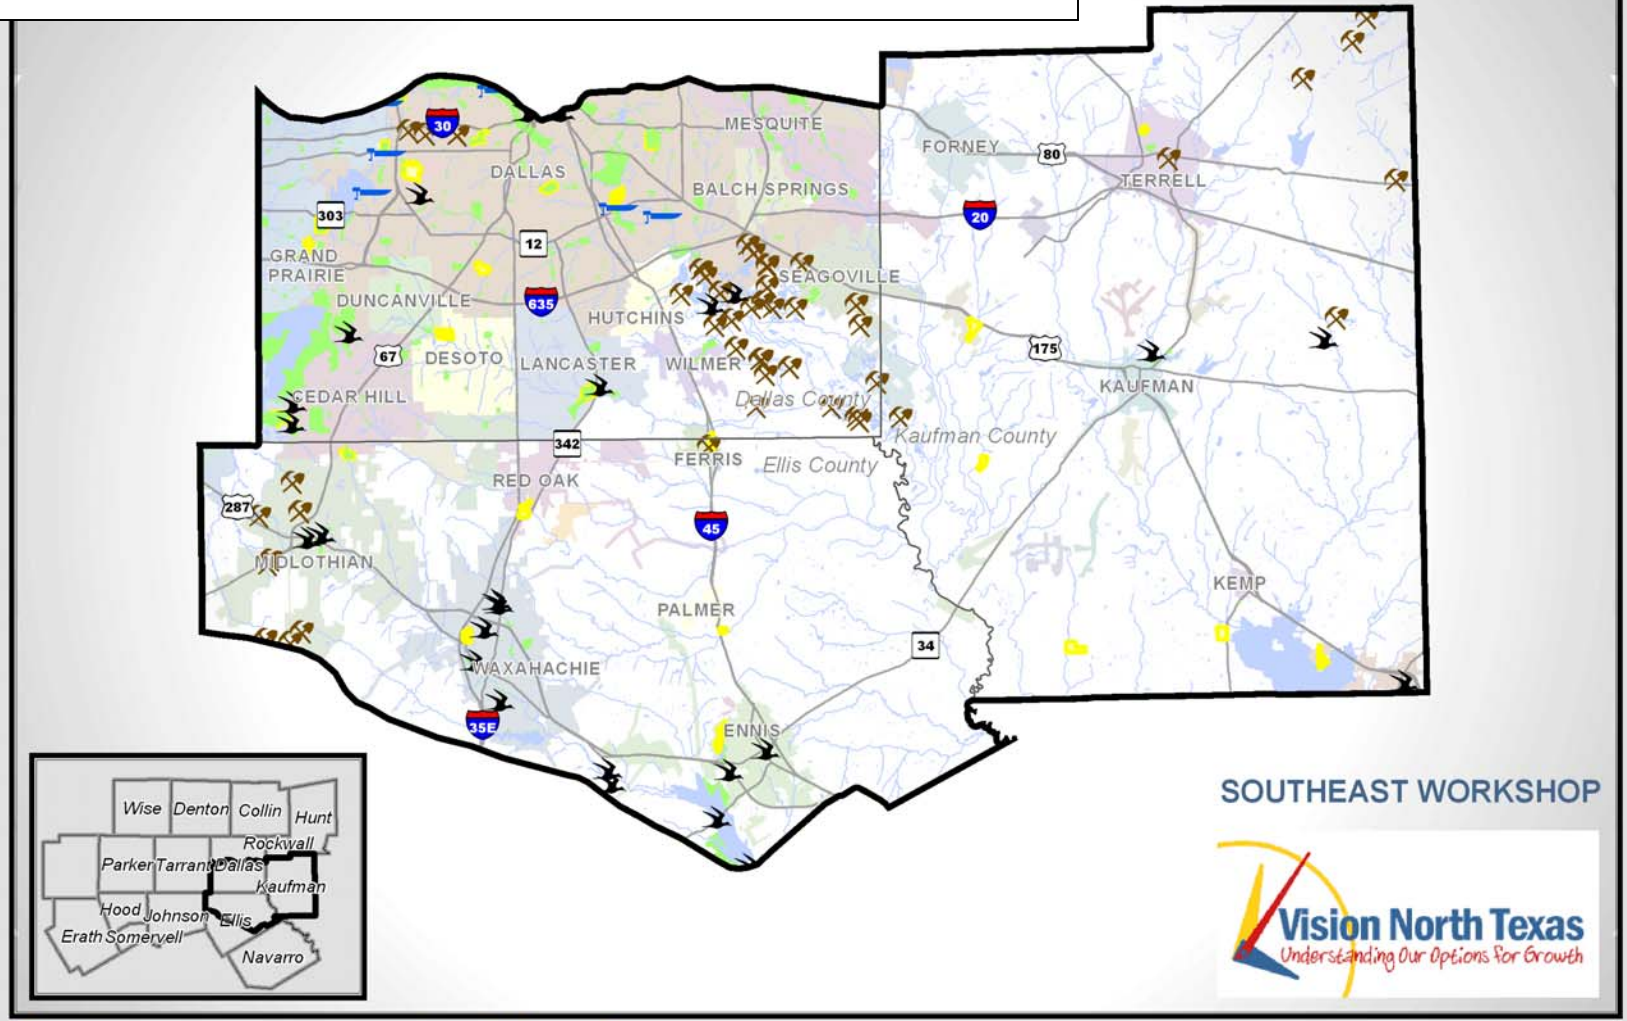 30
MESQUITE
FORNEY
80
DALLAS
TERRELL
BALCH SPRINGS
303
20
12
GRAND
PRAIRIE
SEAGOVILLE
DUNCANVILLE
635
HUTCHINS
67
DESOTO
LANCASTER
WILMER
175
KAUFMAN
CEDAR HILL
Dallas County
342
Kaufman County
FERRIS
Ellis County
RED OAK
287
45
MIDLOTHIAN
KEMP
PALMER
34
WAXAHACHIE
35E
ENNIS
Wise
Denton
Collin
Hunt
Rockwall
Parker
Tarrant
Dallas
Kaufman
Hood
Johnson
Ellis
Erath
Somervell
Navarro
SOUTHEAST WORKSHOP
Vision North Texas
Understanding Our Options for Growth